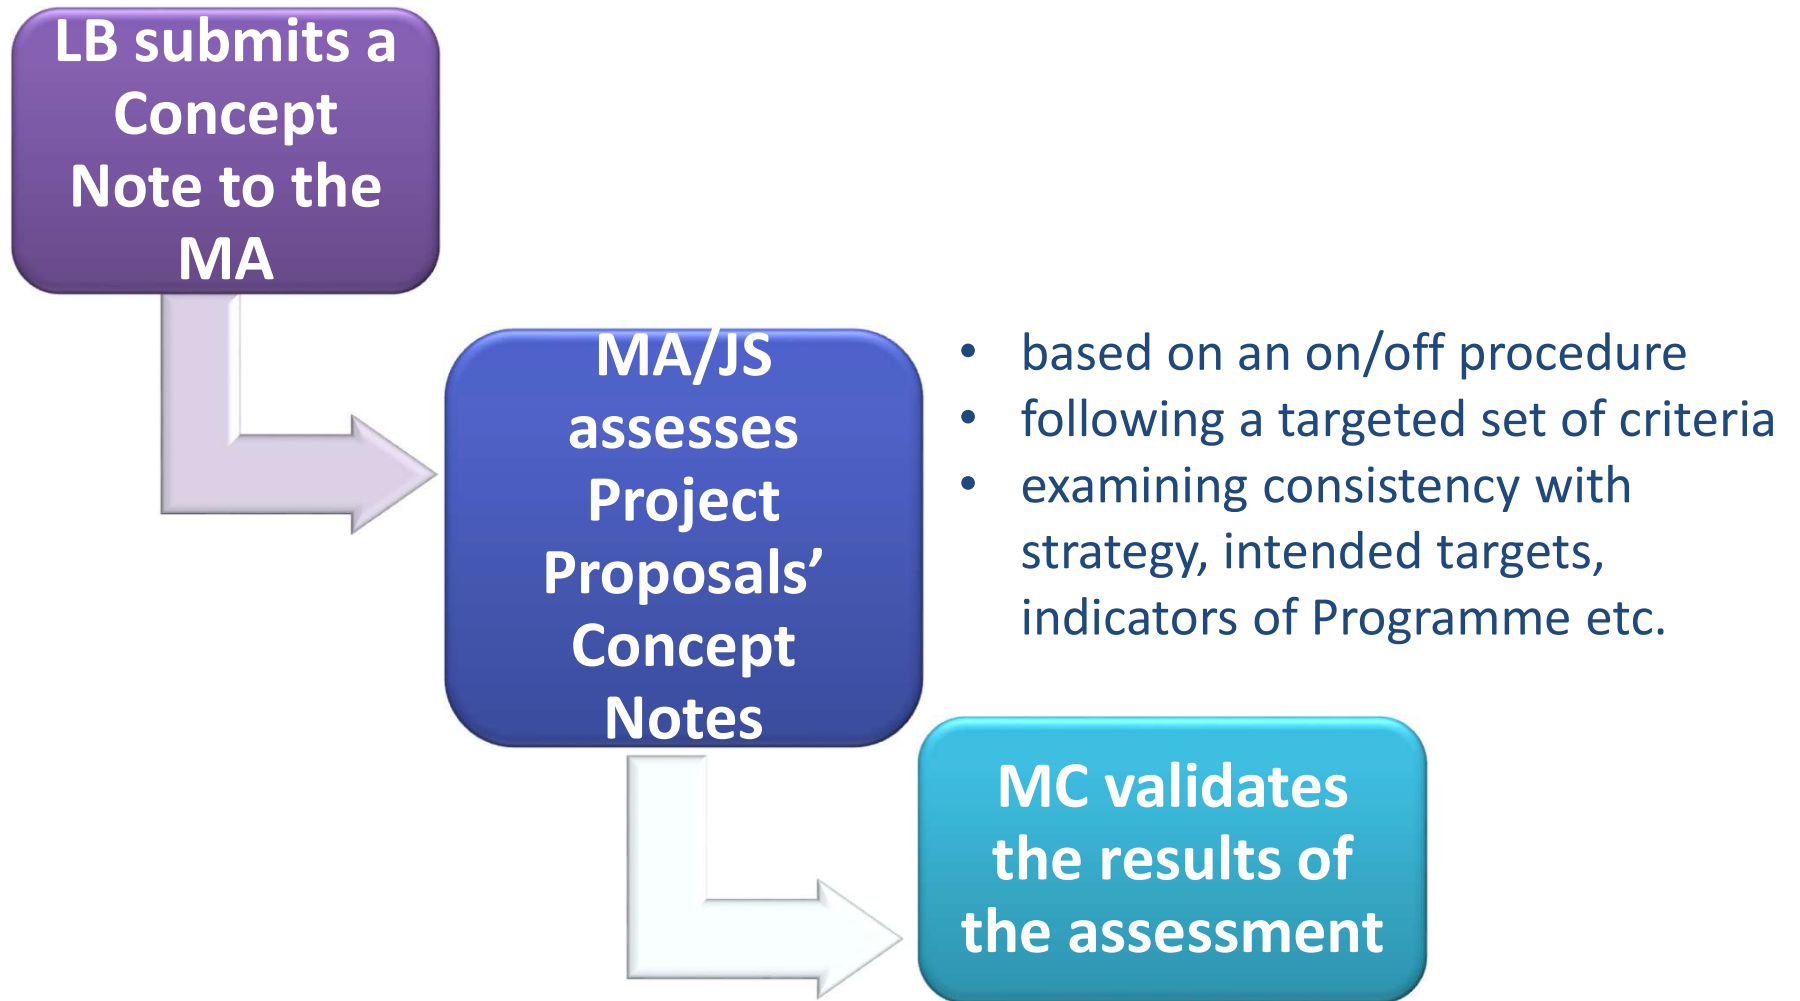 LB submits a
Concept
Note to the
MA
MA/JS
assesses
Project
Proposals’
Concept
Notes
• based on an on/off procedure
• following a targeted set of criteria
• examining consistency with
strategy, intended targets,
indicators of Programme etc.
MC validates
the results of
the assessment